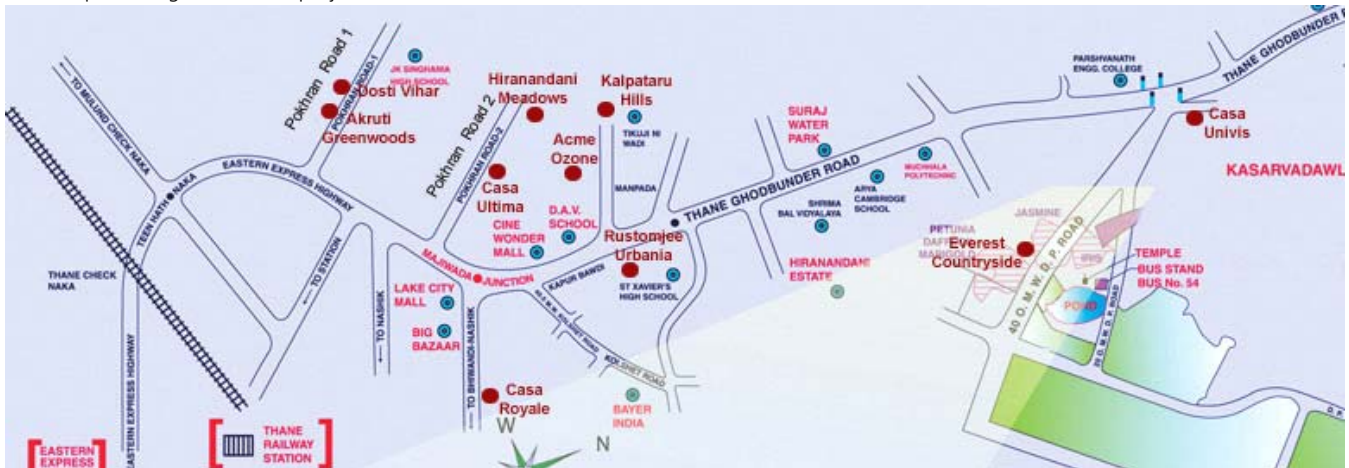 Pokhran Road 1
POKHRAN ROAD-1
JK SINGHANIA
HIGH SCHOOL
Dosti Vihar
Akruti
Greenwoods
Pokhran Road 2
POKHRAN ROAD-2
Hiranandani
Meadows
Kalpataru
Hills
TIKUJI NI
WADI
Acme
Ozone
Casa
Ultima
MANPADA
D.A.V.
SCHOOL
CINE
WONDER
MALL
Rustomjee
Urbania
ST XAVIER'S
HIGH SCHOOL
TO MULUND CHECK NAKA
TEEN HATH NAKA
EASTERN EXPRESS HIGHWAY
THANE CHECK
NAKA
EASTERN EXPRESS HIGHWAY
TO STATION
TO NASHIK
MAJIWADA JUNCTION
KAPUR BAWDI
LAKE CITY
MALL
BIG
BAZAAR
TO BHIWANDI-NASHIK
KOLSHET ROAD
Casa
Royale
BAYER
INDIA
W
N
THANE
RAILWAY
STATION
EASTERN
EXPRESS
THANE GHODBUNDER ROAD
SURAJ
WATER
PARK
MUCHHALA
POLYTECHNIC
ARYA
CAMBRIDGE
SCHOOL
SHRIMA
BAL VIDYALAYA
HIRANANDANI
ESTATE
PARSHVANATH
ENGG. COLLEGE
THANE GHODBUNDER
Casa
Univis
KASARVADAWL
JASMINE
PETUNIA
MARIGOLD
IRIS
Everest
Countryside
40 O. M. W. D. P. ROAD
TEMPLE
BUS STAND
BUS No. 54
POND
D. P.